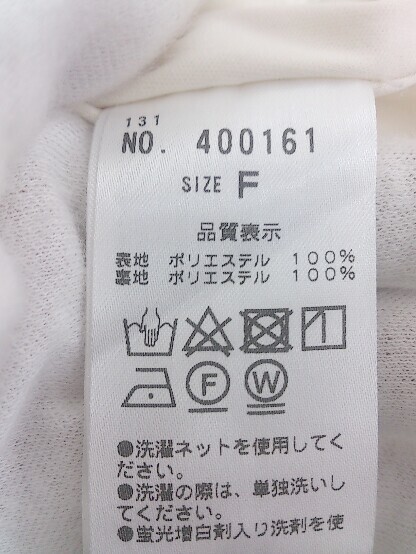 131
NO. 400161
SIZE F
品質表示
表地 ポリエステル 100%
裏地 ポリエステル 100%
F W
●洗濯ネットを使用してく
ださい。
●洗濯の際は、単独洗いし
てください。
●蛍光増白剤入り洗剤を使